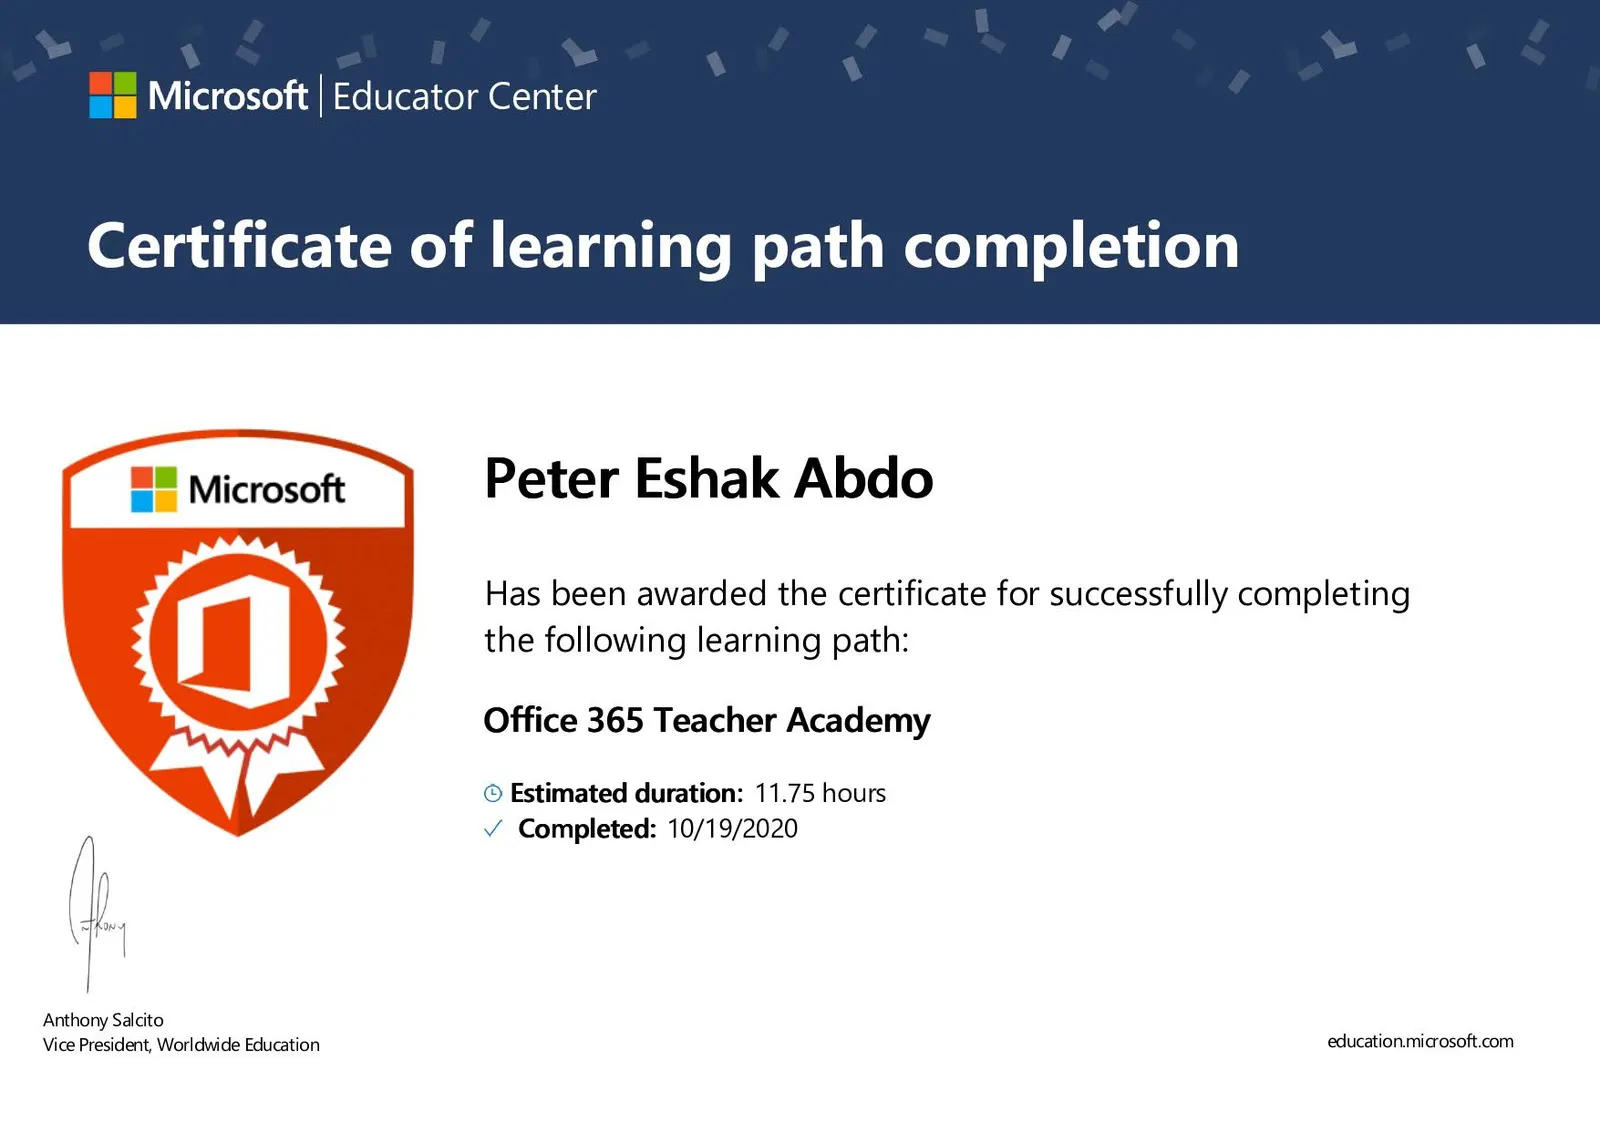 Microsoft | Educator Center
Certificate of learning path completion
Microsoft
Peter Eshak Abdo
Has been awarded the certificate for successfully completing
the following learning path:
Office 365 Teacher Academy
Estimated duration: 11.75 hours
Completed: 10/19/2020
Anthony
Anthony Salcito
Vice President, Worldwide Education
education.microsoft.com